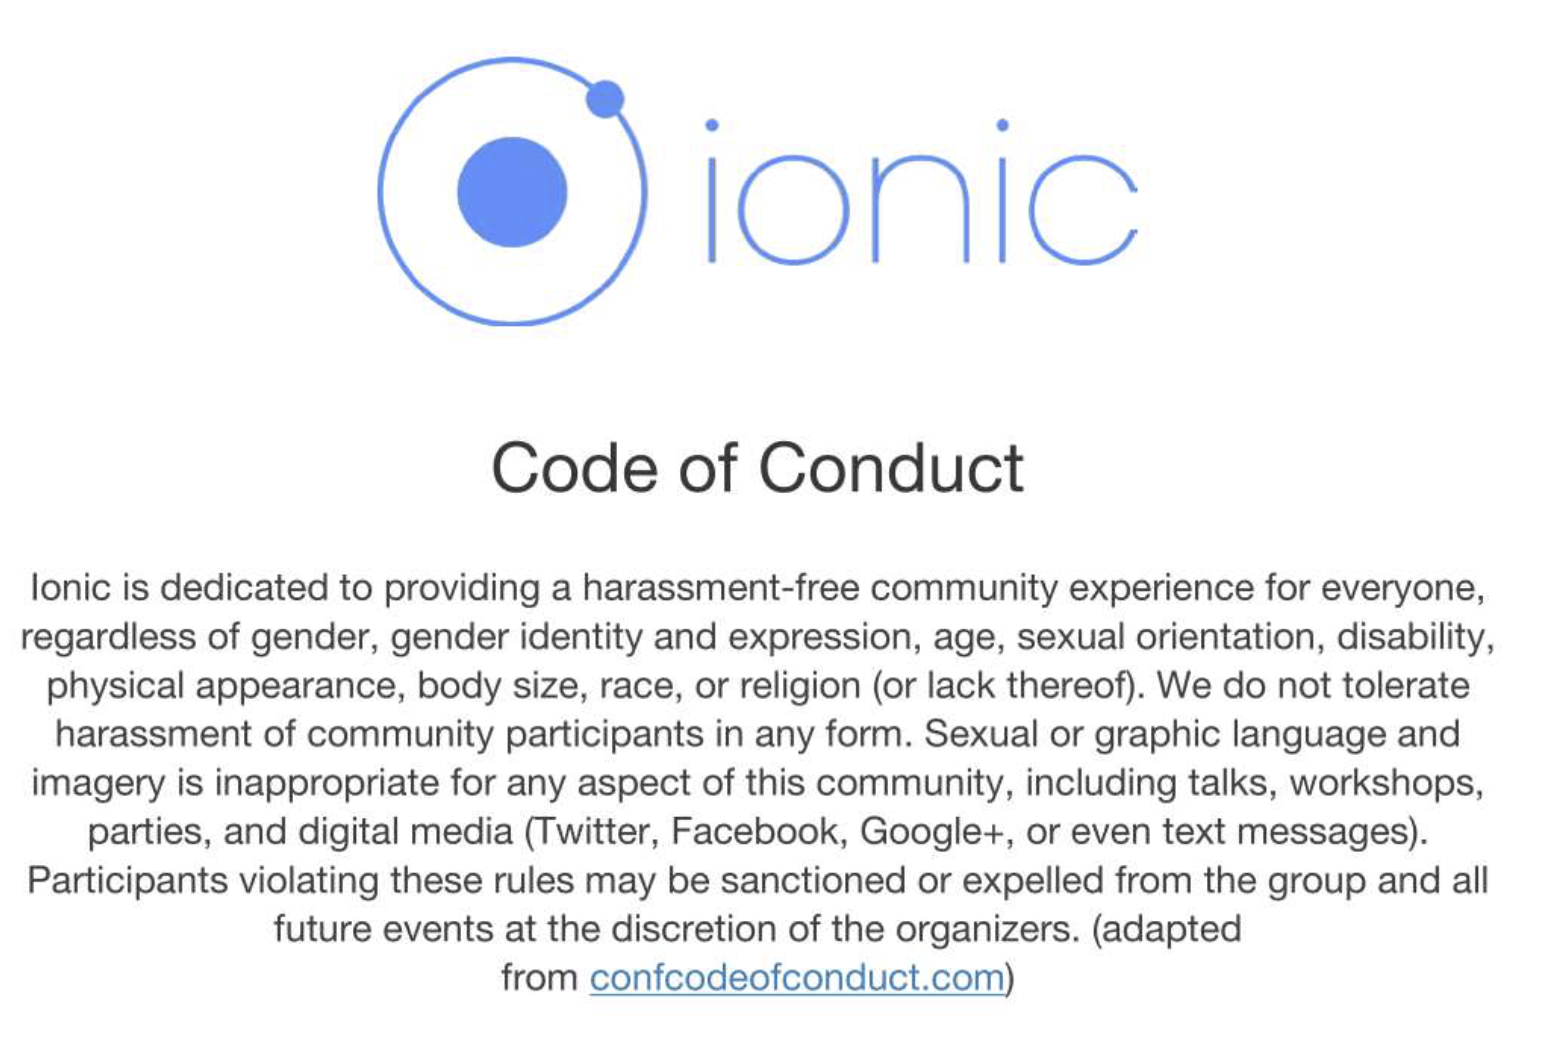 ionic
Code of Conduct
Ionic is dedicated to providing a harassment-free community experience for everyone,
regardless of gender, gender identity and expression, age, sexual orientation, disability,
physical appearance, body size, race, or religion (or lack thereof). We do not tolerate
harassment of community participants in any form. Sexual or graphic language and
imagery is inappropriate for any aspect of this community, including talks, workshops,
parties, and digital media (Twitter, Facebook, Google+, or even text messages).
Participants violating these rules may be sanctioned or expelled from the group and all
future events at the discretion of the organizers. (adapted
from confcodeofconduct.com)